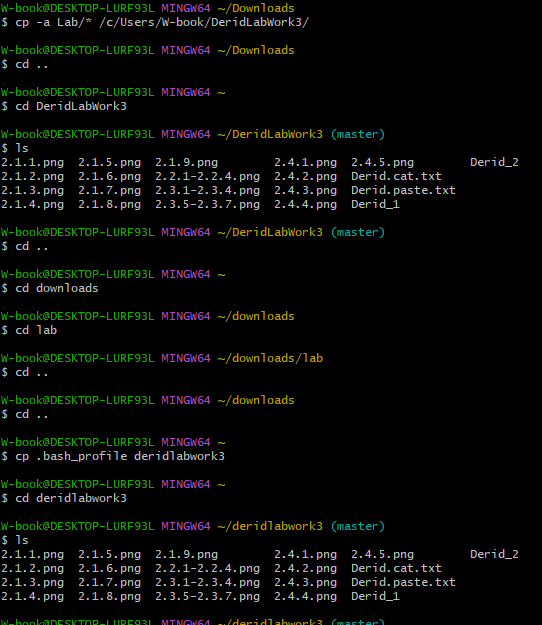 W-book@DESKTOP-LURF93L MINGW64 ~/Downloads
$ cp -a Lab/* /c/Users/W-book/DeridLabWork3/
W-book@DESKTOP-LURF93L MINGW64 ~/Downloads
$ cd ..
W-book@DESKTOP-LURF93L MINGW64 ~
$ cd DeridLabWork3
W-book@DESKTOP-LURF93L MINGW64 ~/DeridLabWork3 (master)
$ ls
2.1.1.png 2.1.5.png 2.1.9.png 2.4.1.png 2.4.5.png Derid_2
2.1.2.png 2.1.6.png 2.2.1-2.2.4.png 2.4.2.png Derid.cat.txt
2.1.3.png 2.1.7.png 2.3.1-2.3.4.png 2.4.3.png Derid.paste.txt
2.1.4.png 2.1.8.png 2.3.5-2.3.7.png 2.4.4.png Derid_1
W-book@DESKTOP-LURF93L MINGW64 ~/DeridLabWork3 (master)
$ cd ..
W-book@DESKTOP-LURF93L MINGW64 ~
$ cd downloads
W-book@DESKTOP-LURF93L MINGW64 ~/downloads
$ cd lab
W-book@DESKTOP-LURF93L MINGW64 ~/downloads/lab
$ cd ..
W-book@DESKTOP-LURF93L MINGW64 ~/downloads
$ cd ..
W-book@DESKTOP-LURF93L MINGW64 ~
$ cp .bash_profile deridlabwork3
W-book@DESKTOP-LURF93L MINGW64 ~
$ cd deridlabwork3
W-book@DESKTOP-LURF93L MINGW64 ~/deridlabwork3 (master)
$ ls
2.1.1.png 2.1.5.png 2.1.9.png 2.4.1.png 2.4.5.png Derid_2
2.1.2.png 2.1.6.png 2.2.1-2.2.4.png 2.4.2.png Derid.cat.txt
2.1.3.png 2.1.7.png 2.3.1-2.3.4.png 2.4.3.png Derid.paste.txt
2.1.4.png 2.1.8.png 2.3.5-2.3.7.png 2.4.4.png Derid_1
W-book@DESKTOP-LURF93L MINGW64 ~/deridlabwork3 (master)